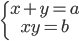 x + y = a
xy = b